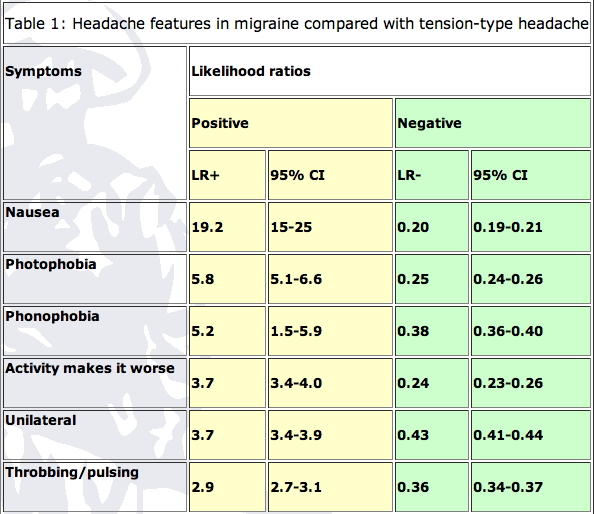 Table 1: Headache features in migraine compared with tension-type headache
Symptoms Likelihood ratios
Positive Negative
LR+ 95% CI LR- 95% CI
Nausea 19.2 15-25 0.20 0.19-0.21
Photophobia 5.8 5.1-6.6 0.25 0.24-0.26
Phonophobia 5.2 1.5-5.9 0.38 0.36-0.40
Activity makes it worse 3.7 3.4-4.0 0.24 0.23-0.26
Unilateral 3.7 3.4-3.9 0.43 0.41-0.44
Throbbing/pulsing 2.9 2.7-3.1 0.36 0.34-0.37